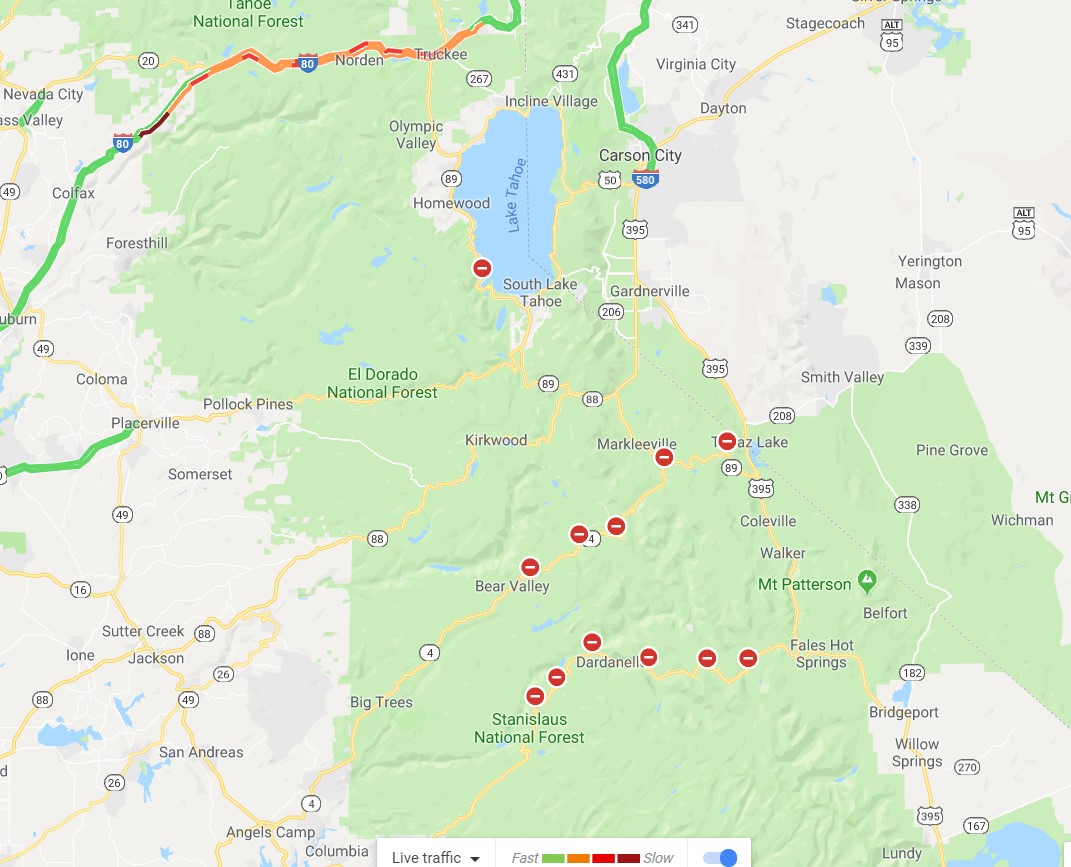 Tahoe
National Forest
341
Stagecoach
Silver Springs
ALT
95
20
80
Norden
Truckee
267
431
Virginia City
Nevada City
Incline Village
Dayton
ass Valley
Olympic
Valley
80
Carson City
49
Colfax
89
50
580
Homewood
Lake Tahoe
ALT
95
395
Foresthill
Yerington
Mason
South Lake
Tahoe
Gardnerville
206
208
uburn
49
339
Coloma
El Dorado
National Forest
89
88
395
Smith Valley
Pollock Pines
Placerville
208
Kirkwood
Markleeville
T
az Lake
Pine Grove
Somerset
89
395
Mt G
49
338
Wichman
88
4
Coleville
Walker
Bear Valley
Mt Patterson
16
Belfort
Sutter Creek
88
Ione
Jackson
4
Dardanell
Fales Hot
Springs
26
182
88
49
Big Trees
Stanislaus
National Forest
Bridgeport
San Andreas
Willow
Springs
d
26
270
4
395
167
Angels Camp
Columbia
Lundy
Live traffic
Fast
Slow